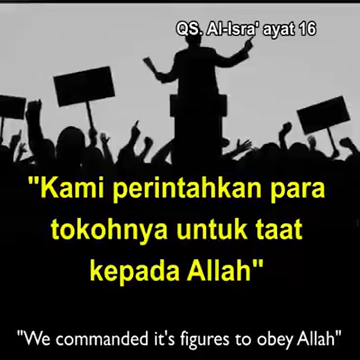 QS. Al-Isra' ayat 16
"Kami perintahkan para
tokohnya untuk taat
kepada Allah"
"We commanded it's figures to obey Allah"